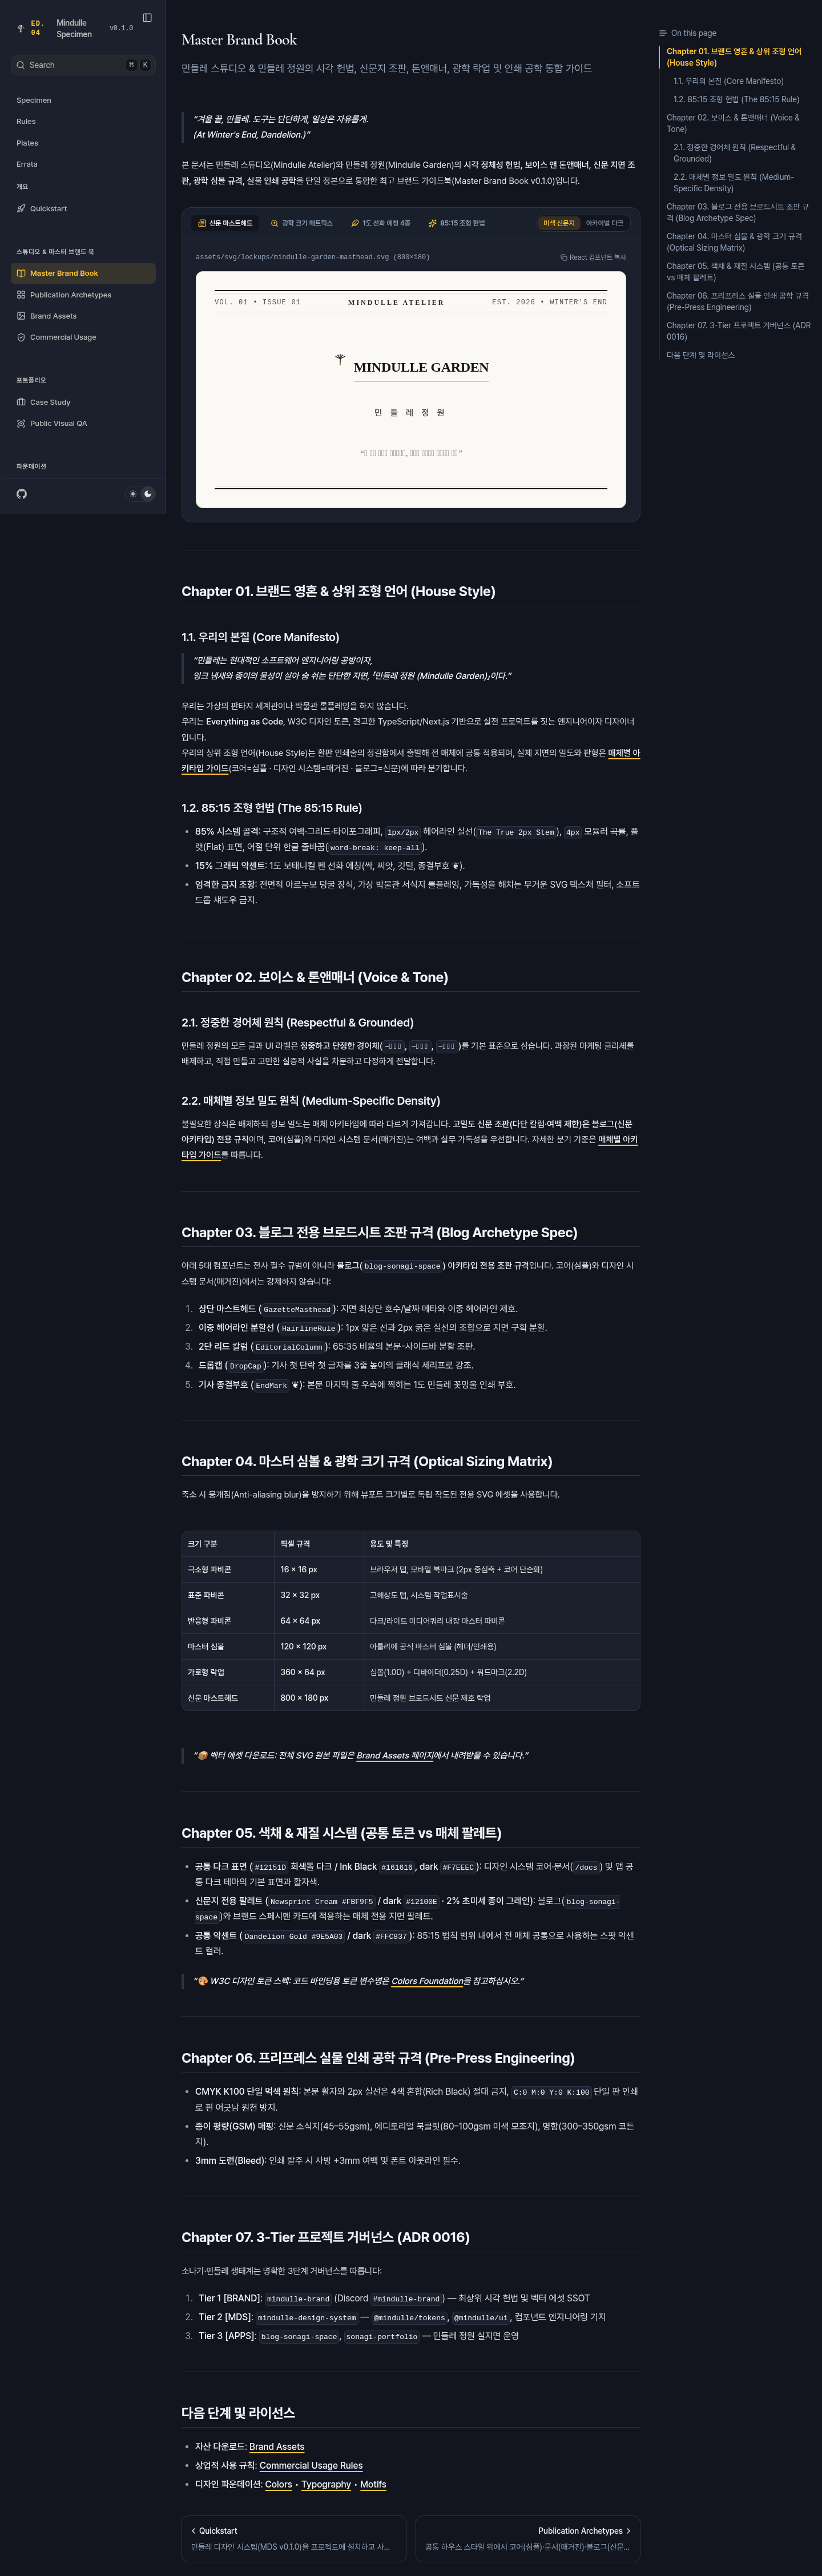 ED.
04
Mindulle
Specimen
v0.1.0
Search
⌘ K
Specimen
Rules
Plates
Errata
개요
Quickstart
스튜디오 & 마스터 브랜드 북
Master Brand Book
Publication Archetypes
Brand Assets
Commercial Usage
포트폴리오
Case Study
Public Visual QA
파운데이션
Master Brand Book
민들레 스튜디오 & 민들레 정원의 시각 헌법, 신문지 조판, 톤앤매너, 광학 락업 및 인쇄 공학 통합 가이드
“겨울 끝, 민들레. 도구는 단단하게, 일상은 자유롭게.
(At Winter's End, Dandelion.)”
본 문서는 민들레 스튜디오(Mindulle Atelier)와 민들레 정원(Mindulle Garden)의 시각 정체성 헌법, 보이스 앤 톤앤매너, 신문 지면 조
판, 광학 심볼 규격, 실물 인쇄 공학을 단일 정본으로 통합한 최고 브랜드 가이드북(Master Brand Book v0.1.0)입니다.
신문 마스트헤드
광학 크기 매트릭스
1도 선화 에칭 4종
85:15 조형 헌법
미색 신문지
아카이벌 다크
assets/svg/lockups/mindulle-garden-masthead.svg (800×180)
React 컴포넌트 복사
VOL. 01 • ISSUE 01
MINDULLE ATELIER
EST. 2026 • WINTER'S END
MINDULLE GARDEN
민 들 레 정 원
Chapter 01. 브랜드 영혼 & 상위 조형 언어 (House Style)
1.1. 우리의 본질 (Core Manifesto)
“민들레는 현대적인 소프트웨어 엔지니어링 공방이자,
잉크 냄새와 종이의 물성이 살아 숨 쉬는 단단한 지면, 「민들레 정원 (Mindulle Garden)」이다.”
우리는 가상의 판타지 세계관이나 박물관 롤플레잉을 하지 않습니다.
우리는 Everything as Code, W3C 디자인 토큰, 견고한 TypeScript/Next.js 기반으로 실전 프로덕트를 짓는 엔지니어이자 디자이너
입니다.
우리의 상위 조형 언어(House Style)는 활판 인쇄술의 정갈함에서 출발해 전 매체에 공통 적용되며, 실제 지면의 밀도와 판형은 매체별 아
키타입 가이드(코어=심플 · 디자인 시스템=매거진 · 블로그=신문)에 따라 분기합니다.
1.2. 85:15 조형 헌법 (The 85:15 Rule)
• 85% 시스템 골격: 구조적 여백·그리드·타이포그래피, 1px/2px 헤어라인 실선( The True 2px Stem ), 4px 모듈러 곡률, 플
랫(Flat) 표면, 어절 단위 한글 줄바꿈( word-break: keep-all ).
• 15% 그래픽 악센트: 1도 보태니컬 펜 선화 에칭(싹, 씨앗, 깃털, 종결부호 ❦).
• 엄격한 금지 조항: 전면적 아르누보 덩굴 장식, 가상 박물관 서식지 롤플레잉, 가독성을 해치는 무거운 SVG 텍스처 필터, 소프트
드롭 섀도우 금지.
Chapter 02. 보이스 & 톤앤매너 (Voice & Tone)
2.1. 정중한 경어체 원칙 (Respectful & Grounded)
민들레 정원의 모든 글과 UI 라벨은 정중하고 단정한 경어체( ~ , ~ , ~ )를 기본 표준으로 삼습니다. 과장된 마케팅 클리셰를
배제하고, 직접 만들고 고민한 실증적 사실을 차분하고 다정하게 전달합니다.
2.2. 매체별 정보 밀도 원칙 (Medium-Specific Density)
불필요한 장식은 배제하되 정보 밀도는 매체 아키타입에 따라 다르게 가져갑니다. 고밀도 신문 조판(다단 칼럼·여백 제한)은 블로그(신문
아키타입) 전용 규칙이며, 코어(심플)와 디자인 시스템 문서(매거진)는 여백과 실무 가독성을 우선합니다. 자세한 분기 기준은 매체별 아키
타입 가이드를 따릅니다.
Chapter 03. 블로그 전용 브로드시트 조판 규격 (Blog Archetype Spec)
아래 5대 컴포넌트는 전사 필수 규범이 아니라 블로그( blog-sonagi-space ) 아키타입 전용 조판 규격입니다. 코어(심플)와 디자인 시
스템 문서(매거진)에서는 강제하지 않습니다:
1. 상단 마스트헤드 ( GazetteMasthead ): 지면 최상단 호수/날짜 메타와 이중 헤어라인 제호.
2. 이중 헤어라인 분할선 ( HairlineRule ): 1px 얇은 선과 2px 굵은 실선의 조합으로 지면 구획 분할.
3. 2단 리드 칼럼 ( EditorialColumn ): 65:35 비율의 본문-사이드바 분할 조판.
4. 드롭캡 ( DropCap ): 기사 첫 단락 첫 글자를 3줄 높이의 클래식 세리프로 강조.
5. 기사 종결부호 ( EndMark ❦): 본문 마지막 줄 우측에 찍히는 1도 민들레 꽃망울 인쇄 부호.
Chapter 04. 마스터 심볼 & 광학 크기 규격 (Optical Sizing Matrix)
축소 시 뭉개짐(Anti-aliasing blur)을 방지하기 위해 뷰포트 크기별로 독립 작도된 전용 SVG 에셋을 사용합니다.
크기 구분 픽셀 규격 용도 및 특징
극소형 파비콘 16 × 16 px 브라우저 탭, 모바일 북마크 (2px 중심축 + 코어 단순화)
표준 파비콘 32 × 32 px 고해상도 탭, 시스템 작업표시줄
반응형 파비콘 64 × 64 px 다크/라이트 미디어쿼리 내장 마스터 파비콘
마스터 심볼 120 × 120 px 아틀리에 공식 마스터 심볼 (헤더/인쇄용)
가로형 락업 360 × 64 px 심볼(1.0D) + 디바이더(0.25D) + 워드마크(2.2D)
신문 마스트헤드 800 × 180 px 민들레 정원 브로드시트 신문 제호 락업
“📦 벡터 에셋 다운로드: 전체 SVG 원본 파일은 Brand Assets 페이지에서 내려받을 수 있습니다.”
Chapter 05. 색채 & 재질 시스템 (공통 토큰 vs 매체 팔레트)
• 공통 다크 표면 ( #12151D 회색톨 다크 / Ink Black #161616 , dark #F7EEEC ): 디자인 시스템 코어·문서( /docs ) 및 앱 공
통 다크 테마의 기본 표면과 활자색.
• 신문지 전용 팔레트 ( Newsprint Cream #FBF9F5 / dark #12100E · 2% 초미세 종이 그레인): 블로그( blog-sonagi-
space )와 브랜드 스페시멘 카드에 적용하는 매체 전용 지면 팔레트.
• 공통 악센트 ( Dandelion Gold #9E5A03 / dark #FFC837 ): 85:15 법칙 범위 내에서 전 매체 공통으로 사용하는 스팟 악센
트 컬러.
“🎨 W3C 디자인 토큰 스펙: 코드 바인딩용 토큰 변수명은 Colors Foundation을 참고하십시오.”
Chapter 06. 프리프레스 실물 인쇄 공학 규격 (Pre-Press Engineering)
• CMYK K100 단일 먹색 원칙: 본문 활자와 2px 실선은 4색 혼합(Rich Black) 절대 금지, C:0 M:0 Y:0 K:100 단일 판 인쇄
로 핀 어긋남 원천 방지.
• 종이 평량(GSM) 매핑: 신문 소식지(45–55gsm), 에디토리얼 북클릿(80–100gsm 미색 모조지), 명함(300–350gsm 코튼
지).
• 3mm 도련(Bleed): 인쇄 발주 시 사방 +3mm 여백 및 폰트 아웃라인 필수.
Chapter 07. 3-Tier 프로젝트 거버넌스 (ADR 0016)
소나기·민들레 생태계는 명확한 3단계 거버넌스를 따릅니다:
1. Tier 1 [BRAND]: mindulle-brand (Discord #mindulle-brand ) — 최상위 시각 헌법 및 벡터 에셋 SSOT
2. Tier 2 [MDS]: mindulle-design-system — @mindulle/tokens , @mindulle/ui , 컴포넌트 엔지니어링 기지
3. Tier 3 [APPS]: blog-sonagi-space , sonagi-portfolio — 민들레 정원 실지면 운영
다음 단계 및 라이선스
• 자산 다운로드: Brand Assets
• 상업적 사용 규칙: Commercial Usage Rules
• 디자인 파운데이션: Colors · Typography · Motifs
Quickstart
민들레 디자인 시스템(MDS v0.1.0)을 프로젝트에 설치하고 사...
Publication Archetypes
공통 하우스 스타일 위에서 코어(심플)·문서(매거진)·블로그(신문...
On this page
Chapter 01. 브랜드 영혼 & 상위 조형 언어
(House Style)
1.1. 우리의 본질 (Core Manifesto)
1.2. 85:15 조형 헌법 (The 85:15 Rule)
Chapter 02. 보이스 & 톤앤매너 (Voice &
Tone)
2.1. 정중한 경어체 원칙 (Respectful &
Grounded)
2.2. 매체별 정보 밀도 원칙 (Medium-
Specific Density)
Chapter 03. 블로그 전용 브로드시트 조판 규
격 (Blog Archetype Spec)
Chapter 04. 마스터 심볼 & 광학 크기 규격
(Optical Sizing Matrix)
Chapter 05. 색채 & 재질 시스템 (공통 토큰
vs 매체 팔레트)
Chapter 06. 프리프레스 실물 인쇄 공학 규격
(Pre-Press Engineering)
Chapter 07. 3-Tier 프로젝트 거버넌스 (ADR
0016)
다음 단계 및 라이선스